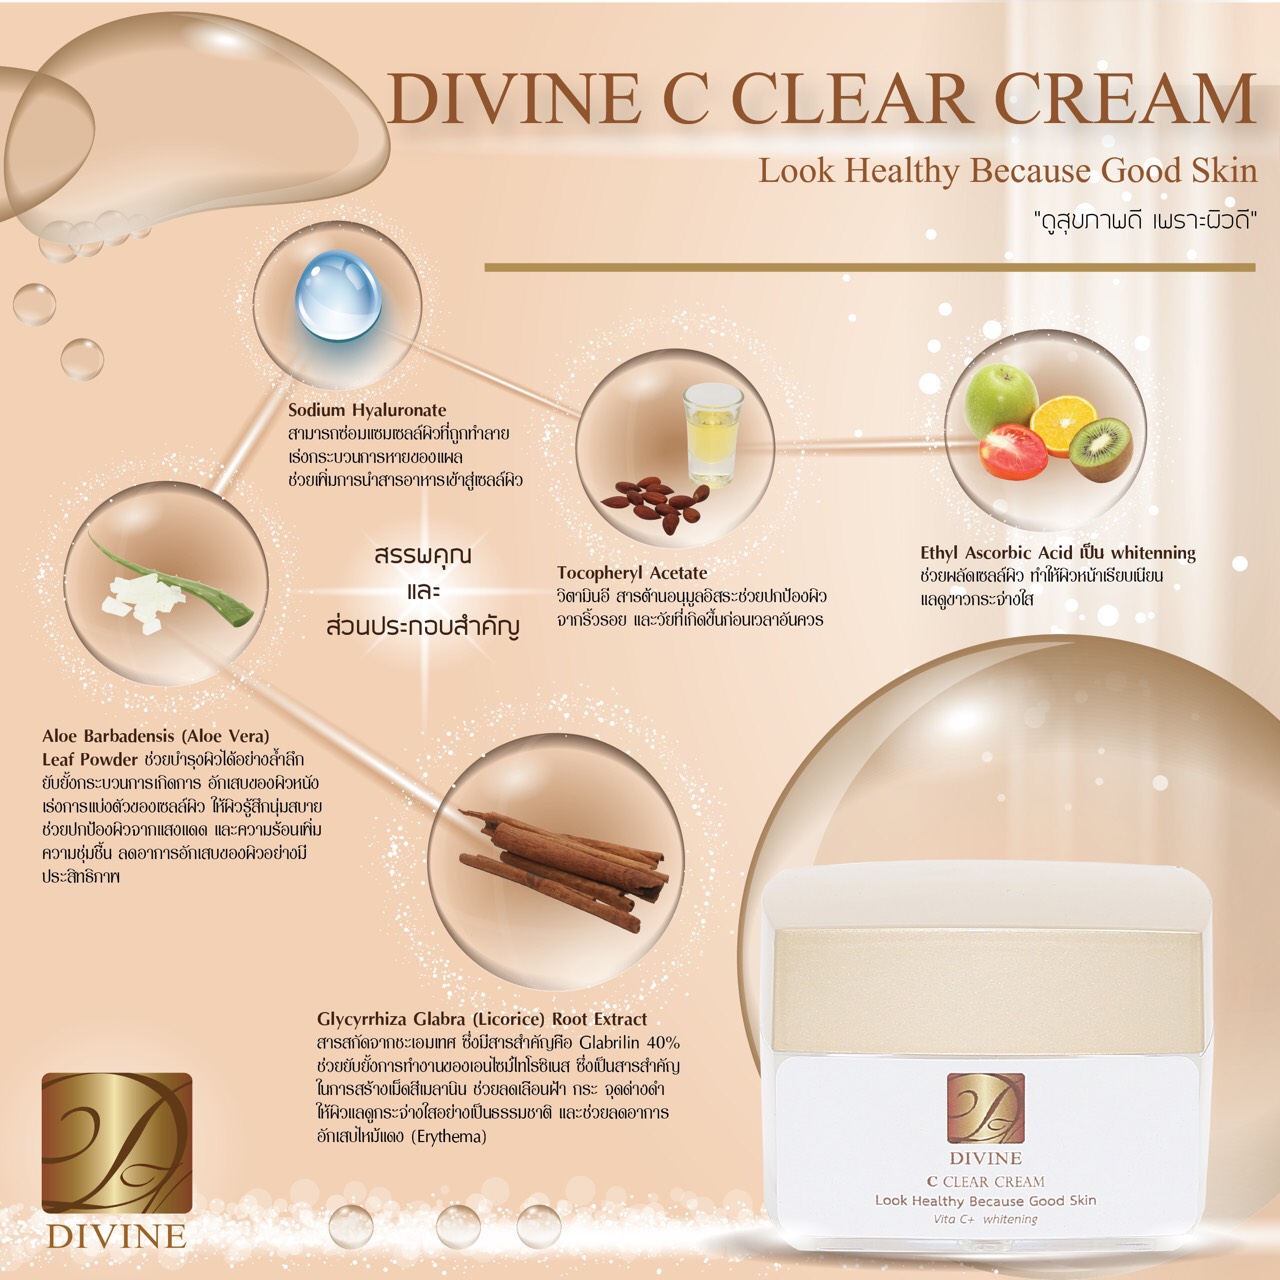 DIVINE C CLEAR CREAM
Look Healthy Because Good Skin
"ดูสุขภาพดี เพราะผิวดี"
Sodium Hyaluronate
สามารถซ่อมแซมเซลล์ผิวที่ถูกทำลาย
เร่งกระบวนการหายของแผล
ช่วยเพิ่มการนำสารอาหารเข้าสู่เซลล์ผิว
สรรพคุณ
และ
ส่วนประกอบสำคัญ
Tocopheryl Acetate
วิตามินอี สารต้านอนุมูลอิสระช่วยปกป้องผิว
จากริ้วรอย และวัยที่เกิดขึ้นก่อนเวลาอันควร
Ethyl Ascorbic Acid เป็น whitenning
ช่วยผลัดเซลล์ผิว ทำให้ผิวหน้าเรียบเนียน
แลดูขาวกระจ่างใส
Aloe Barbadensis (Aloe Vera)
Leaf Powder ช่วยบำรุงผิวได้อย่างล้ำลึก
ยับยั้งกระบวนการเกิดการ อักเสบของผิวหนัง
เร่งการแบ่งตัวของเซลล์ผิว ให้ผิวรู้สึกนุ่มสบาย
ช่วยปกป้องผิวจากแสงแดด และความร้อนเพิ่ม
ความชุ่มชื้น ลดอาการอักเสบของผิวอย่างมี
ประสิทธิภาพ
Glycyrrhiza Glabra (Licorice) Root Extract
สารสกัดจากชะเอมเทศ ซึ่งมีสารสำคัญคือ Glabrilin 40%
ช่วยยับยั้งการทำงานของเอนไซม์ไทโรซิเนส ซึ่งเป็นสารสำคัญ
ในการสร้างเม็ดสีเมลานิน ช่วยลดเลือนฝ้า กระ จุดด่างดำ
ให้ผิวแลดูกระจ่างใสอย่างเป็นธรรมชาติ และช่วยลดอาการ
อักเสบไหม้แดง (Erythema)
DIVINE
DIVINE
C CLEAR CREAM
Look Healthy Because Good Skin
Vita C+ whitening